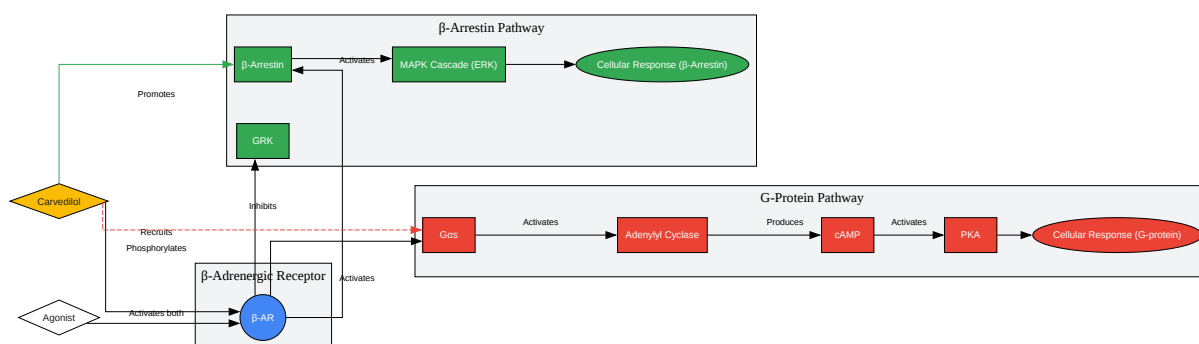 β-Arrestin Pathway
β-Arrestin
Activates
MAPK Cascade (ERK)
Cellular Response (β-Arrestin)
Promotes
GRK
Carvedilol
Inhibits
G-Protein Pathway
Recruits
Phosphorylates
Gαs
Activates
Adenylyl Cyclase
Produces
cAMP
Activates
PKA
Cellular Response (G-protein)
β-Adrenergic Receptor
Activates
Agonist
Activates both
β-AR